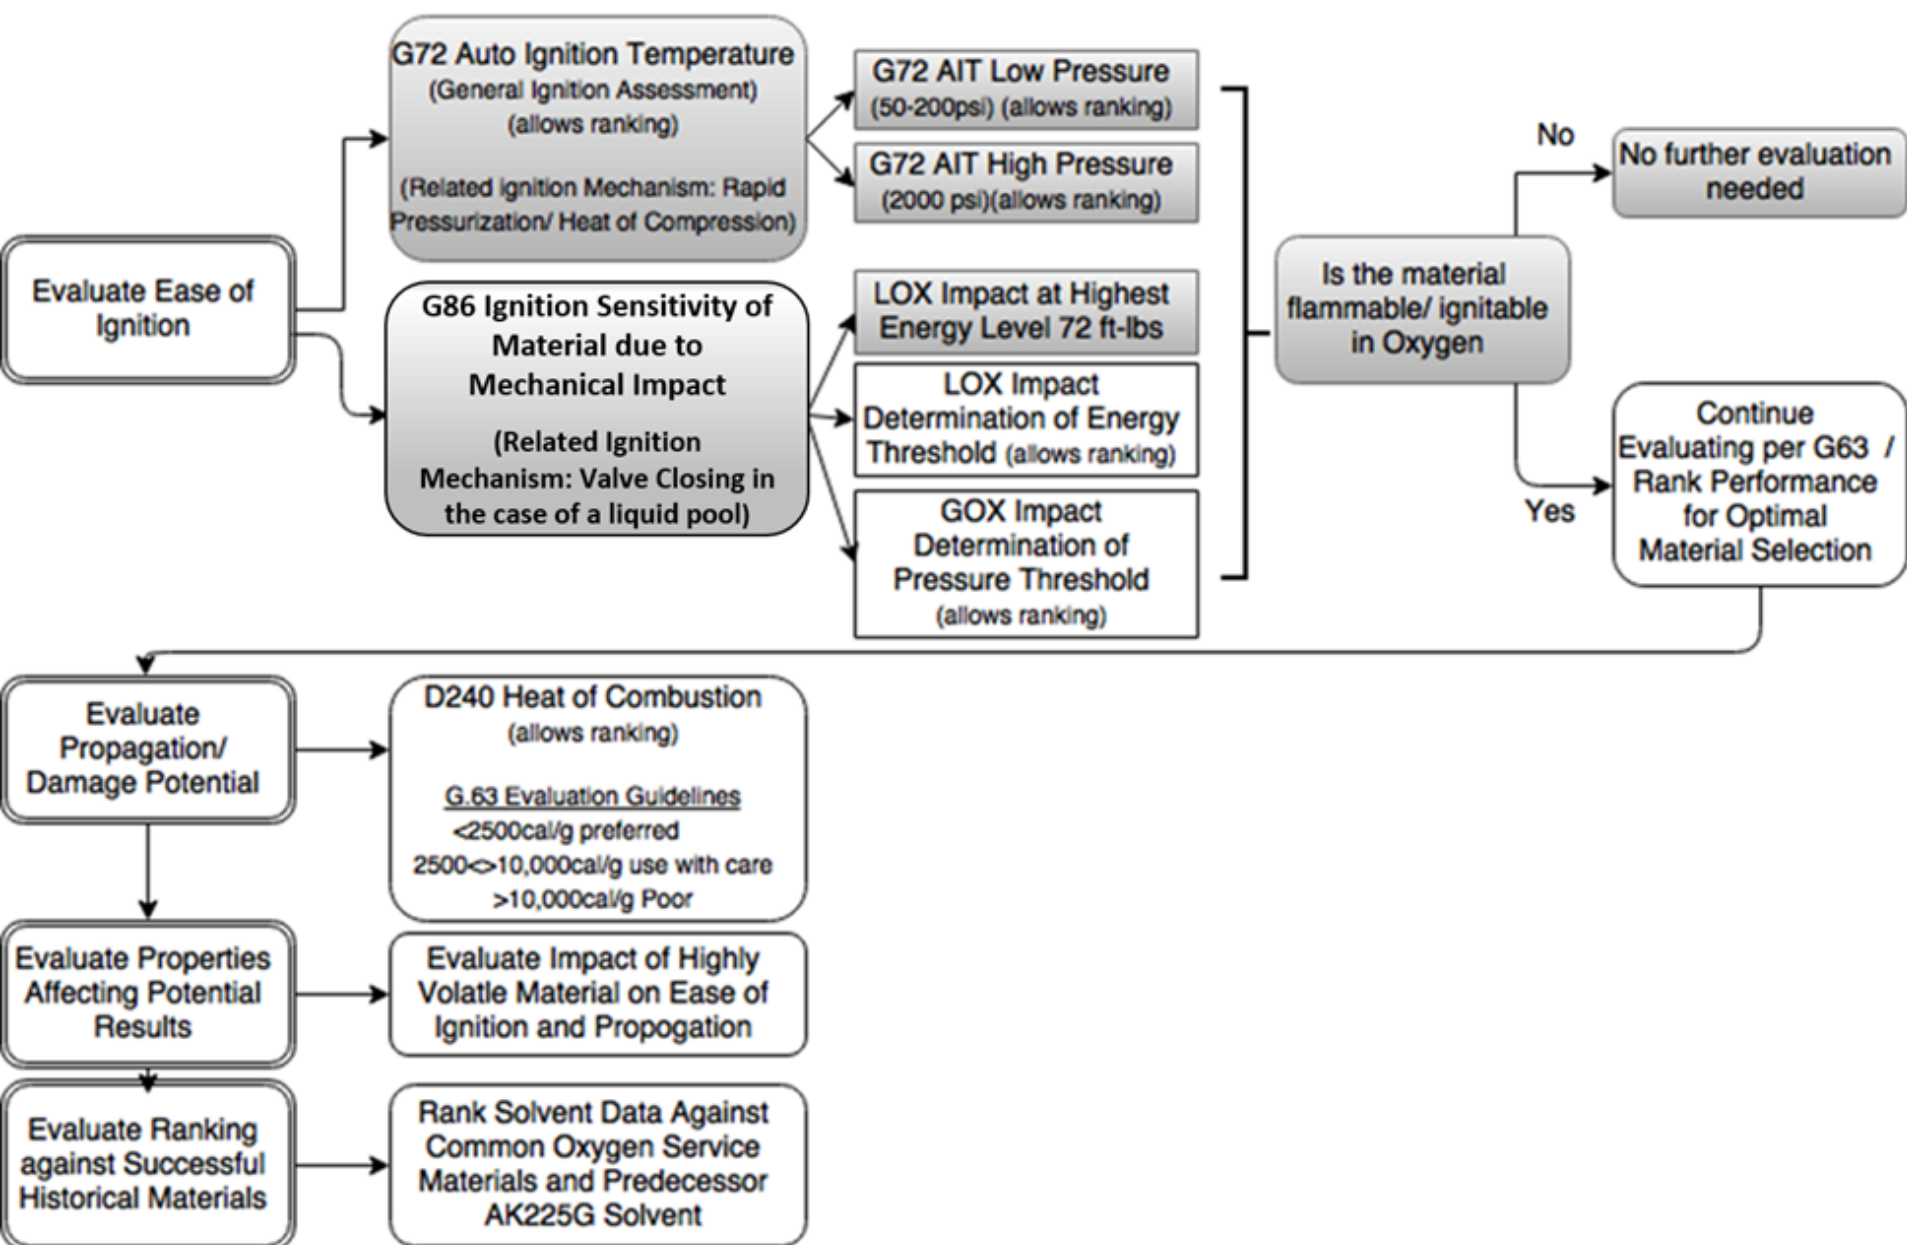 G72 Auto Ignition Temperature
(General Ignition Assessment)
(allows ranking)
(Related ignition Mechanism: Rapid
Pressurization/ Heat of Compression)
G72 AIT Low Pressure
(50-200psi) (allows ranking)
G72 AIT High Pressure
(2000 psi)(allows ranking)
No
No further evaluation
needed
Evaluate Ease of
Ignition
G86 Ignition Sensitivity of
Material due to
Mechanical Impact
(Related Ignition
Mechanism: Valve Closing in
the case of a liquid pool)
LOX Impact at Highest
Energy Level 72 ft-lbs
LOX Impact
Determination of Energy
Threshold (allows ranking)
GOX Impact
Determination of
Pressure Threshold
(allows ranking)
Is the material
flammable/ ignitable
in Oxygen
Yes
Continue
Evaluating per G63 /
Rank Performance
for Optimal
Material Selection
Evaluate
Propagation/
Damage Potential
D240 Heat of Combustion
(allows ranking)
G.63 Evaluation Guidelines
<2500cal/g preferred
2500<>10,000cal/g use with care
>10,000cal/g Poor
Evaluate Properties
Affecting Potential
Results
Evaluate Impact of Highly
Volatle Material on Ease of
Ignition and Propogation
Evaluate Ranking
against Successful
Historical Materials
Rank Solvent Data Against
Common Oxygen Service
Materials and Predecessor
AK225G Solvent